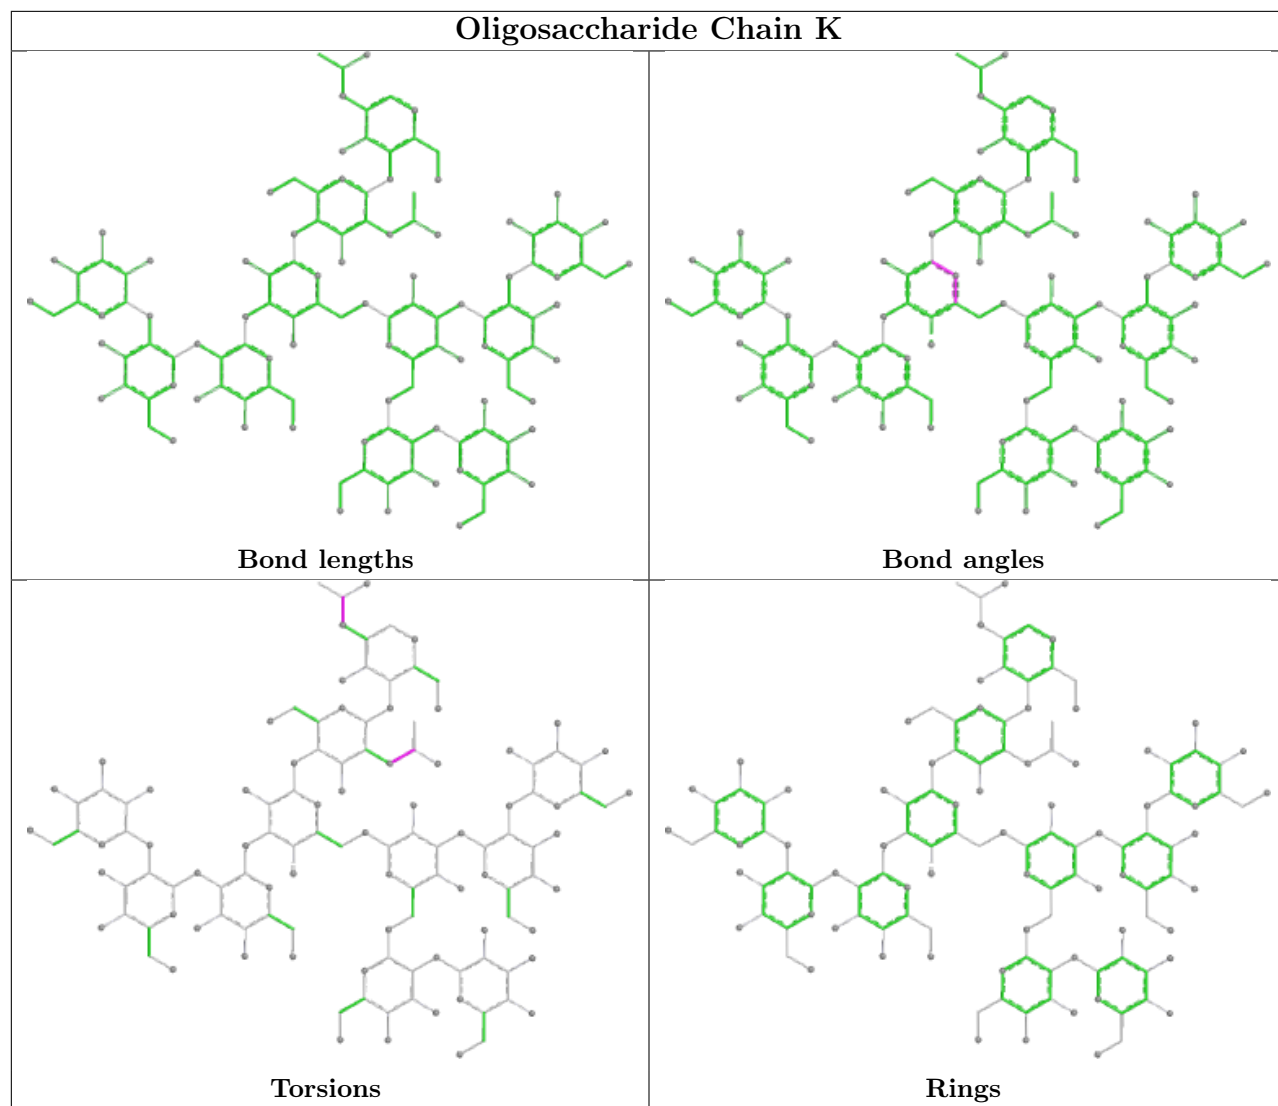 Oligosaccharide Chain K
Bond lengths
Bond angles
Torsions
Rings